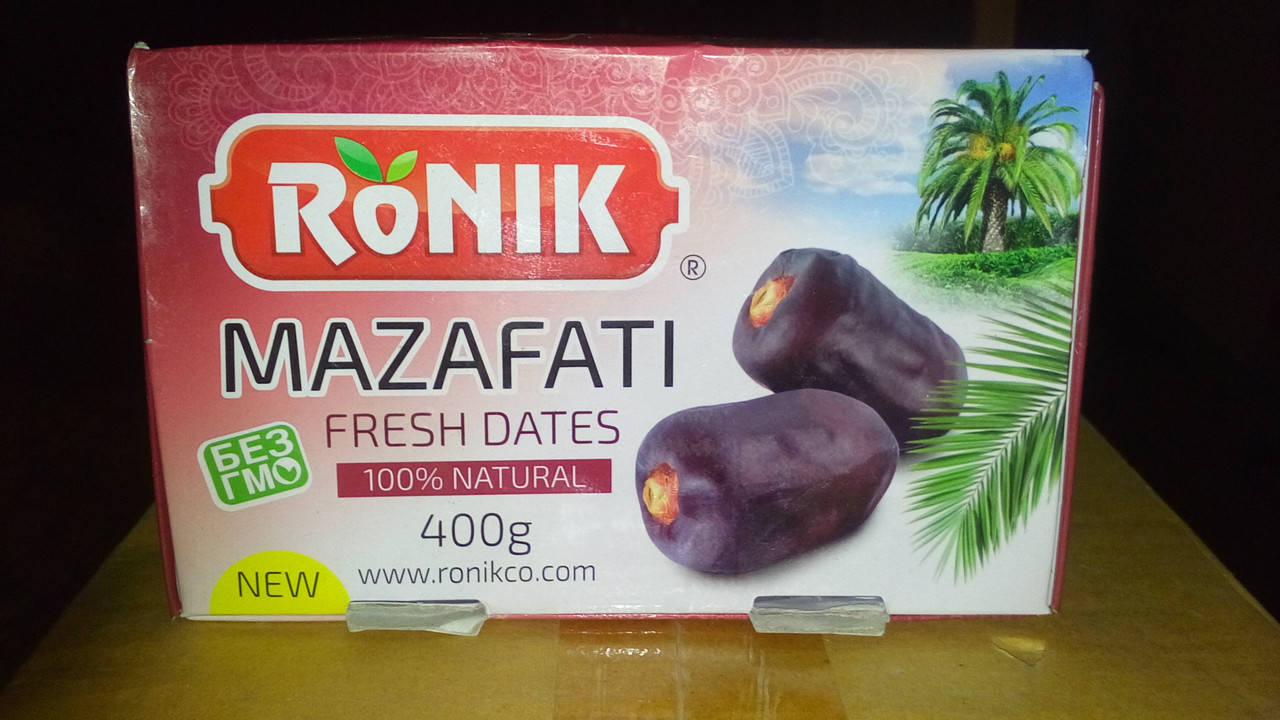 RONIK
®
MAZAFATI
FRESH DATES
БЕЗ
ГМО
100% NATURAL
400g
www.ronikco.com
NEW